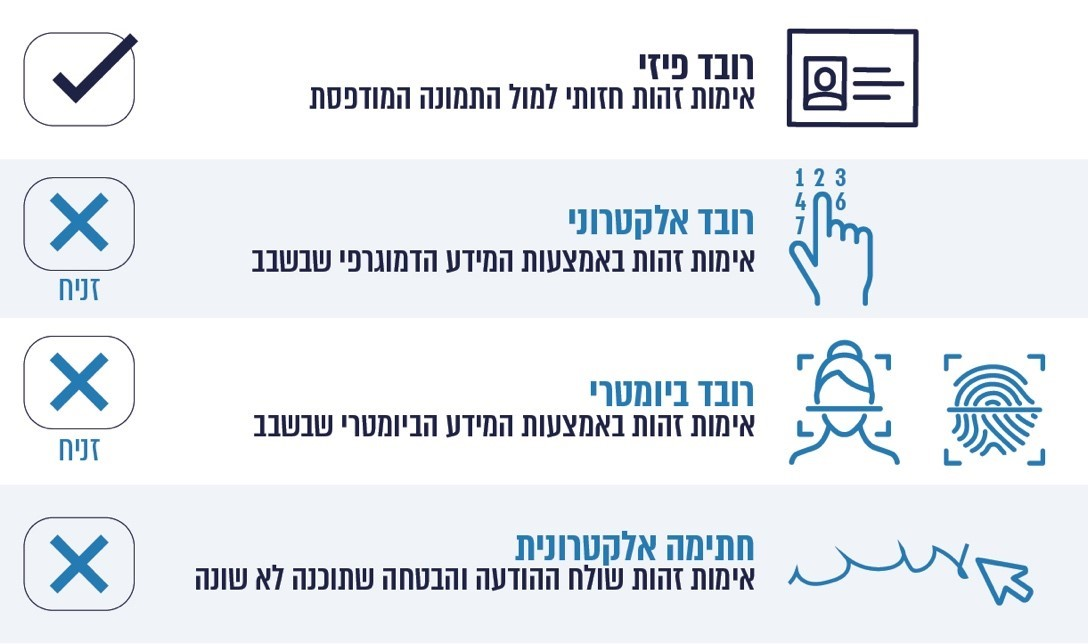 רובד פיזי
אימות זהות חזותי למול התמונה המודפסת
1 2 3
4 6
7
רובד אלקטרוני
אימות זהות באמצעות המידע הדמוגרפי שבשבב
זניח
רובד ביומטרי
אימות זהות באמצעות המידע הביומטרי שבשבב
זניח
חתימה אלקטרונית
אימות זהות שולח ההודעה והבטחה שתוכנה לא שונה